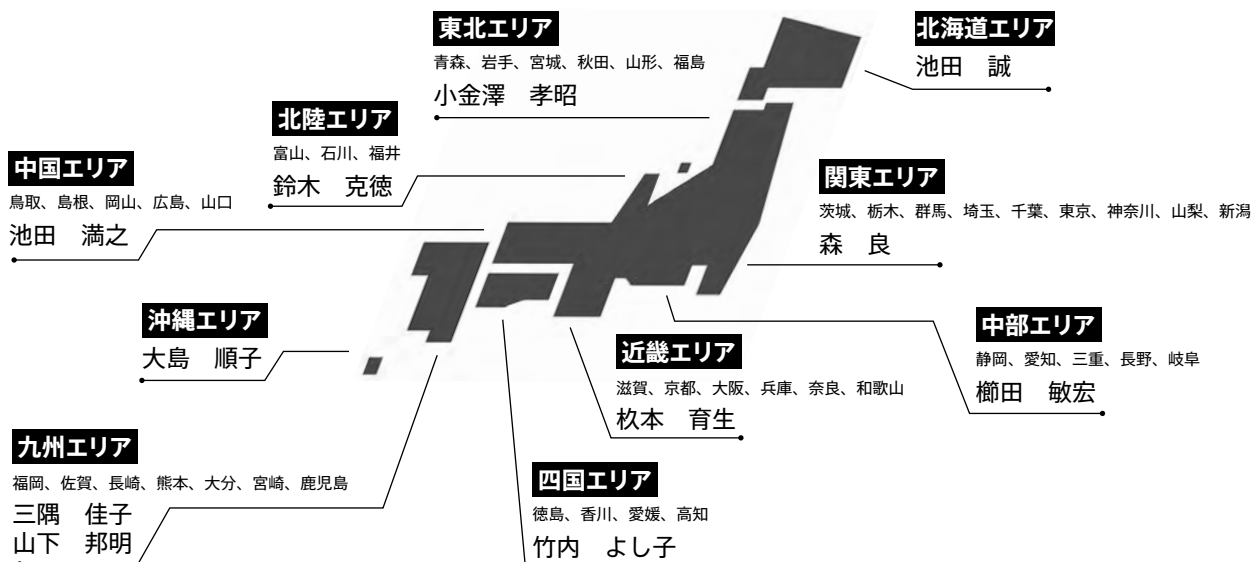 東北エリア
青森、岩手、宮城、秋田、山形、福島
小金澤　孝昭
北海道エリア
池田　誠
北陸エリア
富山、石川、福井
鈴木　克徳
中国エリア
鳥取、島根、岡山、広島、山口
池田　満之
関東エリア
茨城、栃木、群馬、埼玉、千葉、東京、神奈川、山梨、新潟
森　良
沖縄エリア
大島　順子
近畿エリア
滋賀、京都、大阪、兵庫、奈良、和歌山
杦本　育生
中部エリア
静岡、愛知、三重、長野、岐阜
櫛田　敏宏
九州エリア
福岡、佐賀、長崎、熊本、大分、宮崎、鹿児島
三隅　佳子
山下　邦明
四国エリア
徳島、香川、愛媛、高知
竹内　よし子